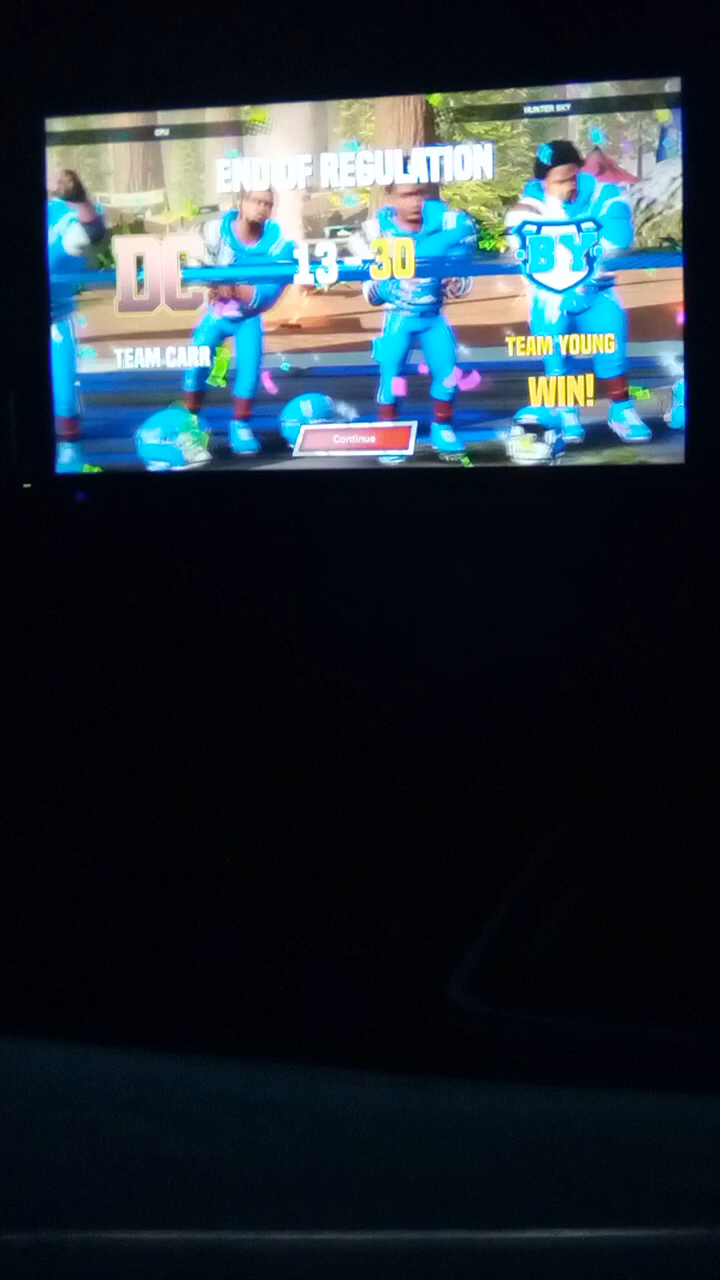 CPU
HUNTER SKY
END OF REGULATION
DC
13 - 30
BY
TEAM CARR
TEAM YOUNG
WIN!
Continue